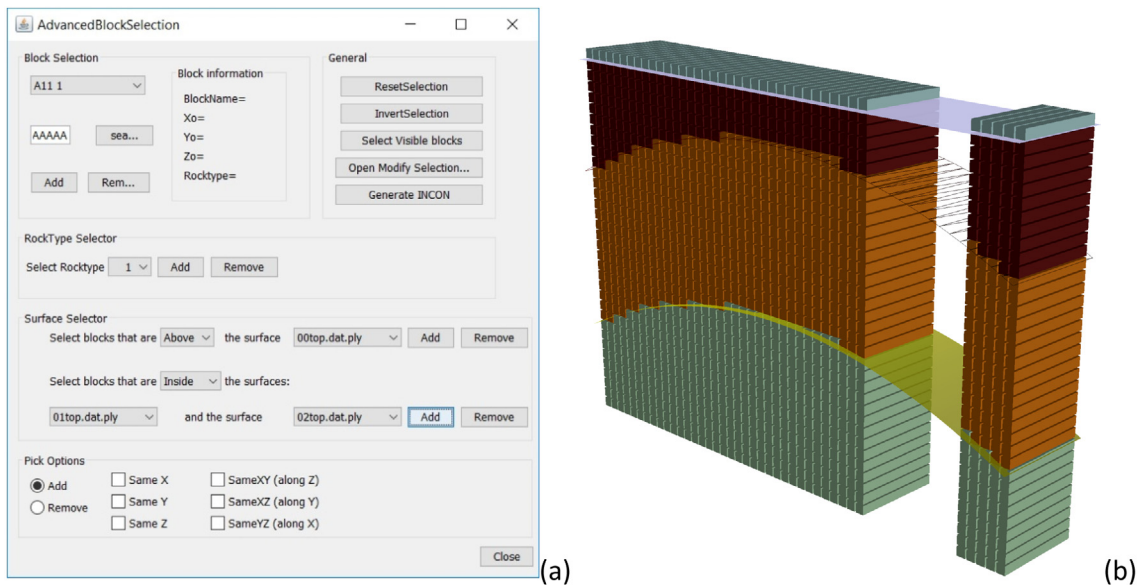 AdvancedBlockSelection
Block Selection
A11 1
AAAAA sea...
Add Rem...
Block information
BlockName=
Xo=
Yo=
Zo=
Rocktype=
General
ResetSelection
InvertSelection
Select Visible blocks
Open Modify Selection...
Generate INCON
RockType Selector
Select Rocktype 1 Add Remove
Surface Selector
Select blocks that are Above the surface 00top.dat.ply Add Remove
Select blocks that are Inside the surfaces:
01top.dat.ply and the surface 02top.dat.ply Add Remove
Pick Options
Add Same X SameXY (along Z)
Remove Same Y SameXZ (along Y)
Same Z SameYZ (along X)
Close
(a) (b)